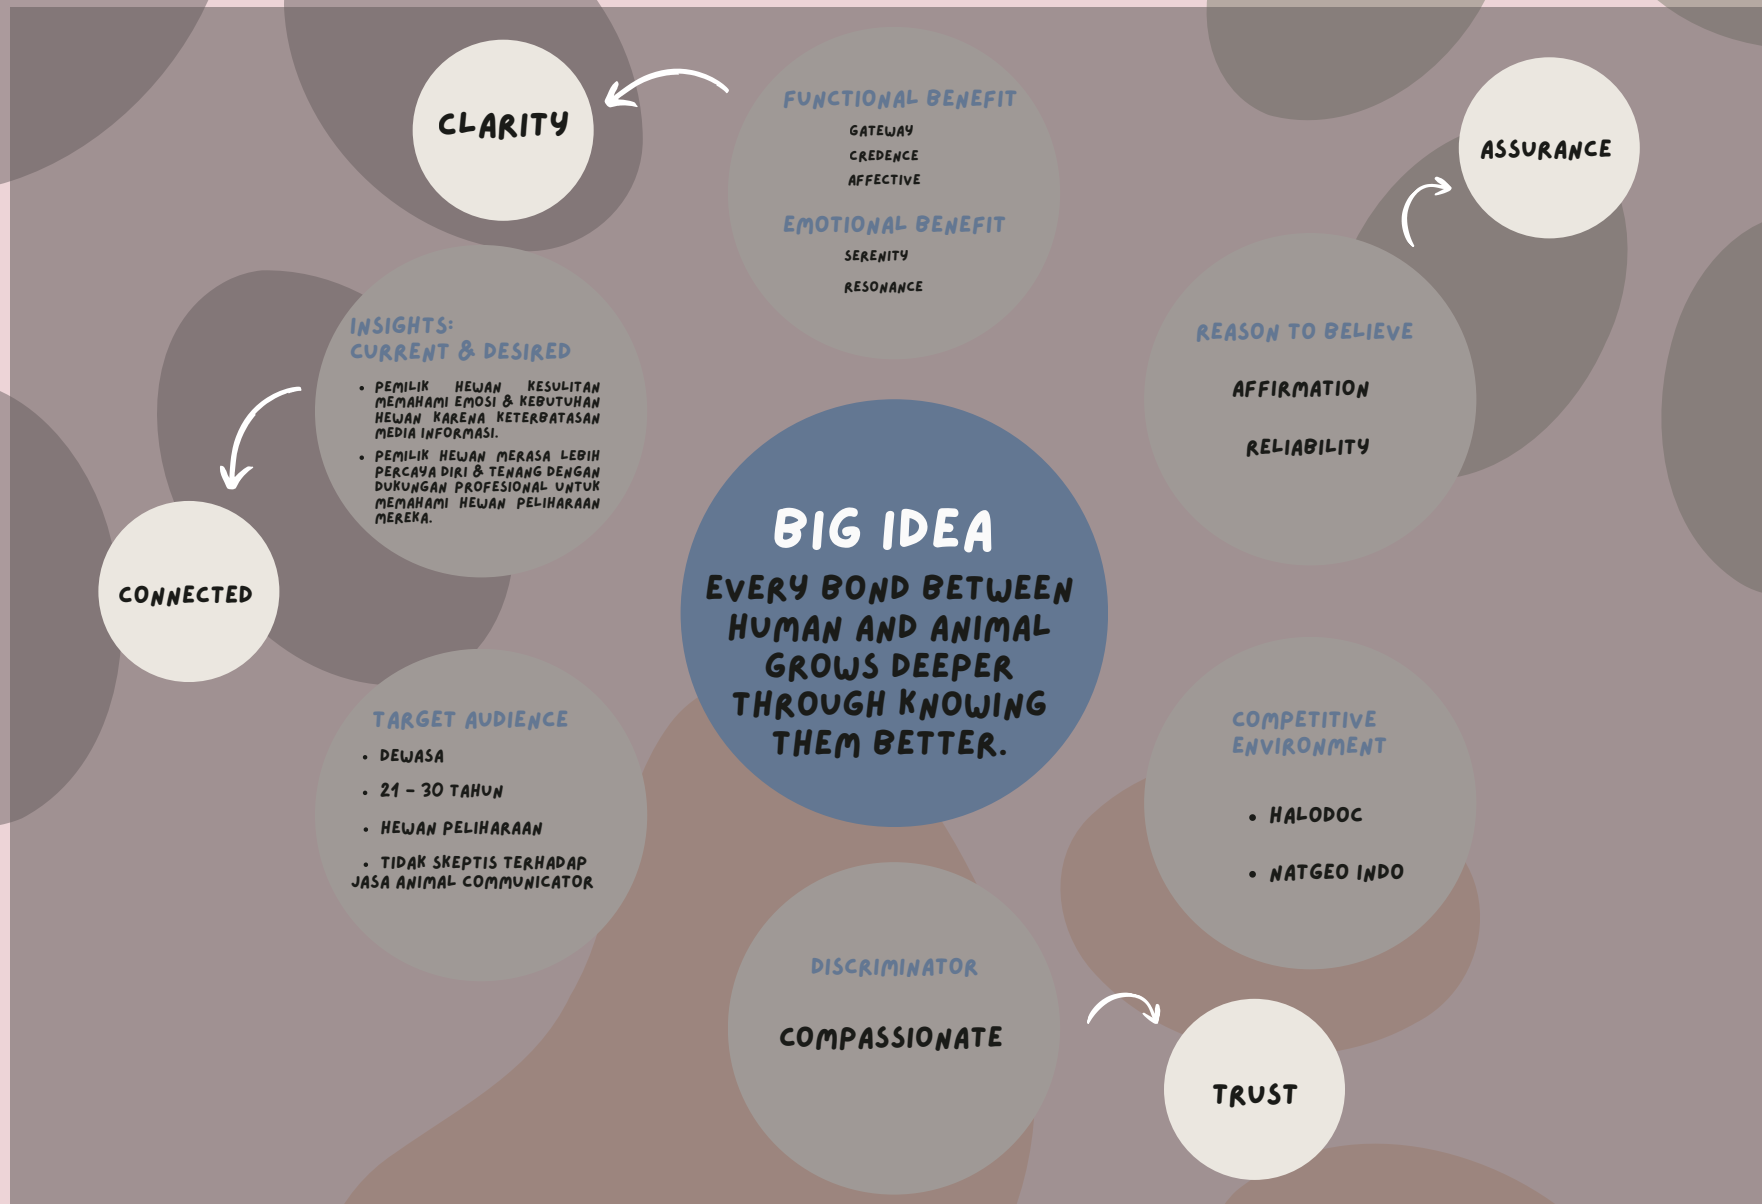 CLARITY
FUNCTIONAL BENEFIT
GATEWAY
CREDENCE
AFFECTIVE
EMOTIONAL BENEFIT
SERENITY
RESONANCE
ASSURANCE
INSIGHTS:
CURRENT & DESIRED
• PEMILIK HEWAN KESULITAN
MEMAHAMI EMOSI & KEBUTUHAN
HEWAN KARENA KETERBATASAN
MEDIA INFORMASI.
• PEMILIK HEWAN MERASA LEBIH
PERCAYA DIRI & TENANG DENGAN
DUKUNGAN PROFESIONAL UNTUK
MEMAHAMI HEWAN PELIHARAAN
MEREKA.
REASON TO BELIEVE
AFFIRMATION
RELIABILITY
CONNECTED
BIG IDEA
EVERY BOND BETWEEN
HUMAN AND ANIMAL
GROWS DEEPER
THROUGH KNOWING
THEM BETTER.
TARGET AUDIENCE
• DEWASA
• 21 - 30 TAHUN
• HEWAN PELIHARAAN
• TIDAK SKEPTIS TERHADAP
JASA ANIMAL COMMUNICATOR
COMPETITIVE
ENVIRONMENT
• HALODOC
• NATGEO INDO
DISCRIMINATOR
COMPASSIONATE
TRUST